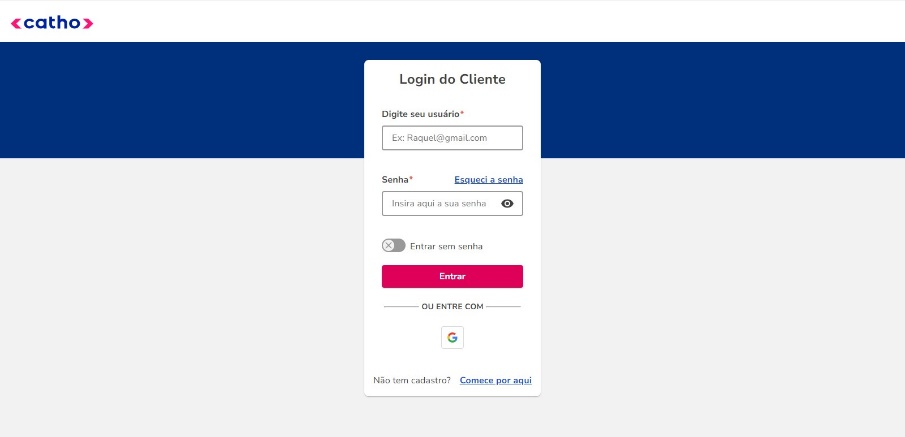 catho
Login do Cliente
Digite seu usuário*
Ex: Raquel@gmail.com
Senha* Esqueci a senha
Insira aqui a sua senha
Entrar sem senha
Entrar
OU ENTRE COM
Não tem cadastro? Comece por aqui